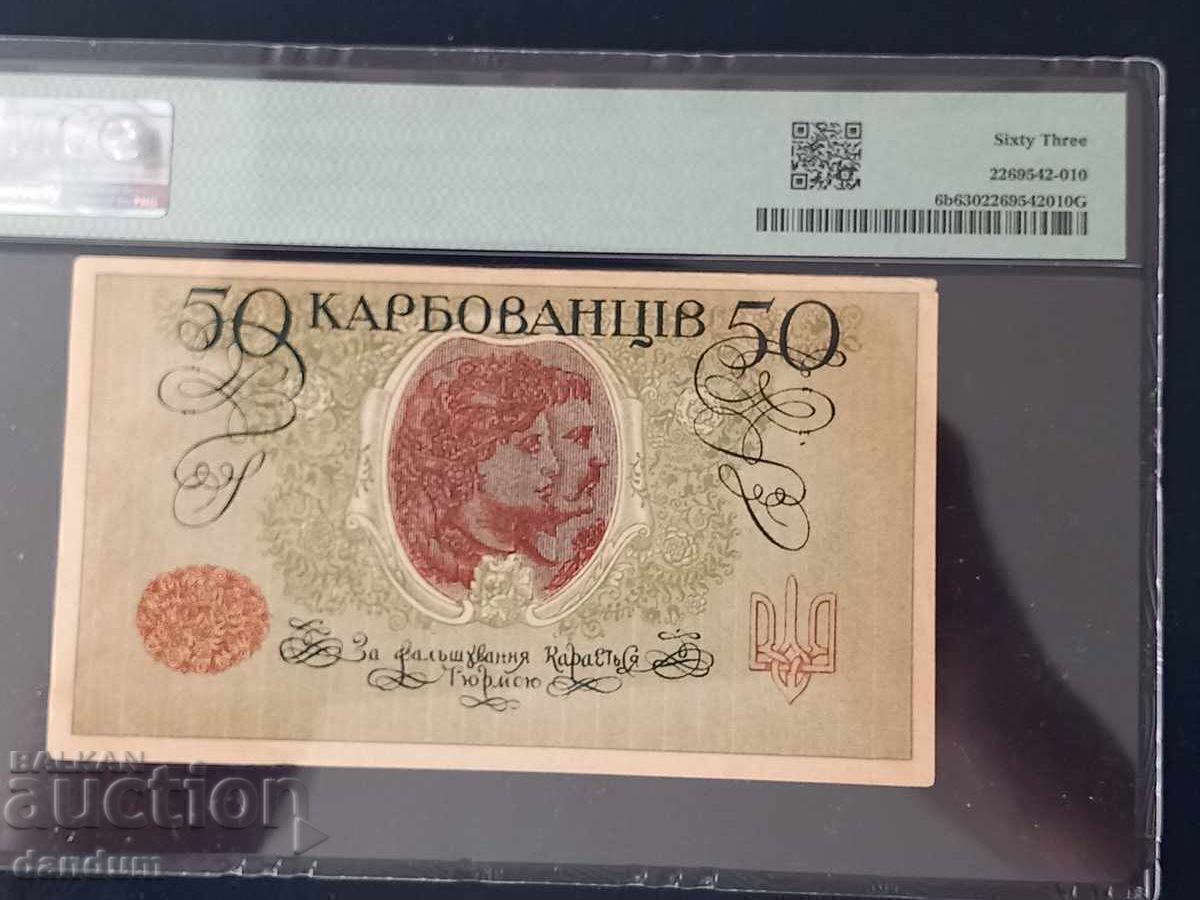 Sixty Three
2269542-010
6b6302269542010G
50 КАРБОВАНЦІВ 50
За фальшування Карається
Тюрмою
BALKAN
auction
dandum